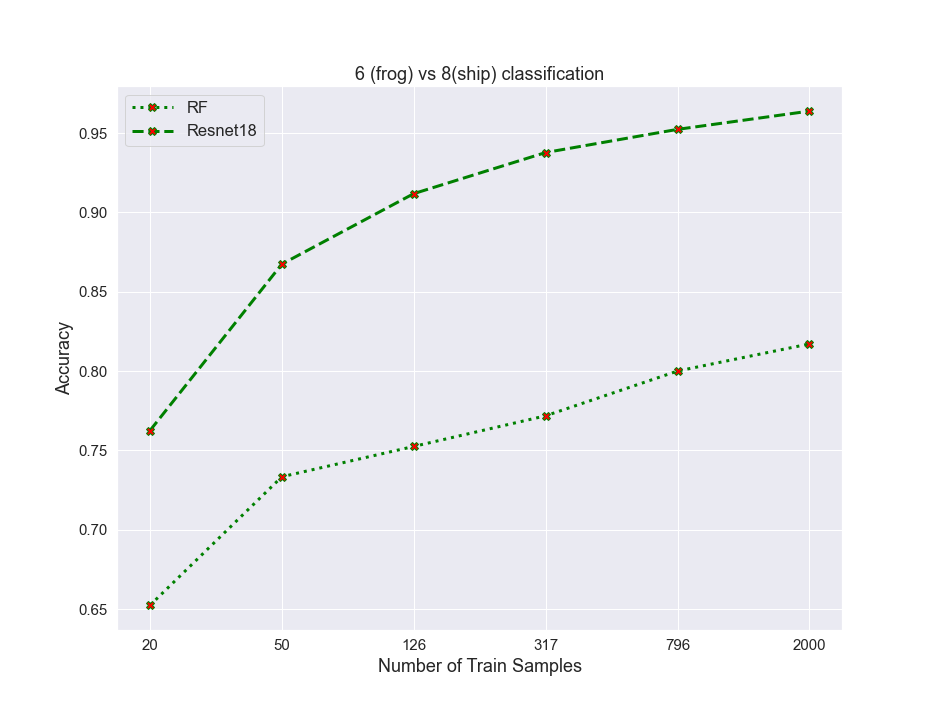 6 (frog) vs 8(ship) classification
RF
Resnet18
0.95
0.90
0.85
0.80
0.75
0.70
0.65
Accuracy
20 50 126 317 796 2000
Number of Train Samples